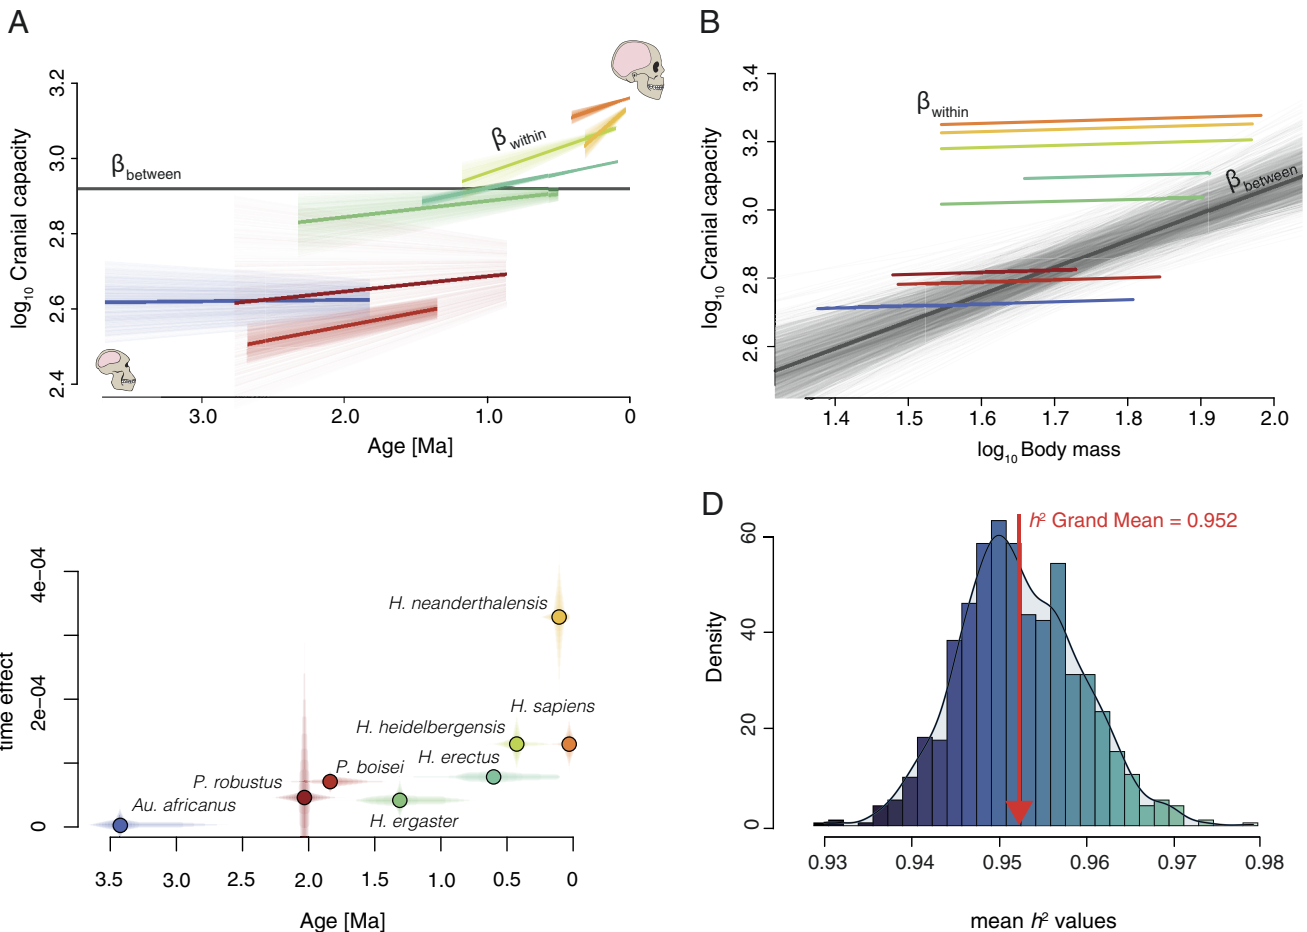 A
log10 Cranial capacity
3.2
3.0
2.8
2.6
2.4
βbetween
βwithin
3.0
2.0
1.0
0
Age [Ma]
B
log10 Cranial capacity
3.4
3.2
3.0
2.8
2.6
βwithin
βbetween
1.4
1.5
1.6
1.7
1.8
1.9
2.0
log10 Body mass
time effect
4e−04
2e−04
0
H. neanderthalensis
H. sapiens
H. heidelbergensis
H. erectus
P. boisei
P. robustus
Au. africanus
H. ergaster
3.5
3.0
2.5
2.0
1.5
1.0
0.5
0
Age [Ma]
D
h² Grand Mean = 0.952
Density
60
40
20
0
0.93
0.94
0.95
0.96
0.97
0.98
mean h² values